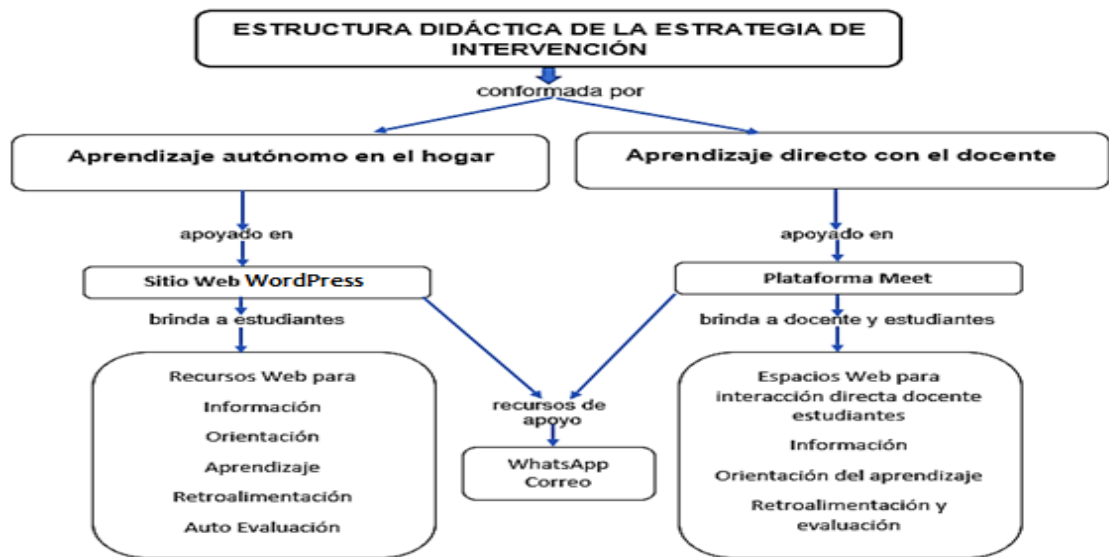 ESTRUCTURA DIDÁCTICA DE LA ESTRATEGIA DE
INTERVENCIÓN
conformada por
Aprendizaje autónomo en el hogar
Aprendizaje directo con el docente
apoyado en
apoyado en
Sitio Web WordPress
Plataforma Meet
brinda a estudiantes
brinda a docente y estudiantes
Recursos Web para
Información
Orientación
Aprendizaje
Retroalimentación
Auto Evaluación
recursos de
apoyo
WhatsApp
Correo
Espacios Web para
interacción directa docente
estudiantes
Información
Orientación del aprendizaje
Retroalimentación y
evaluación